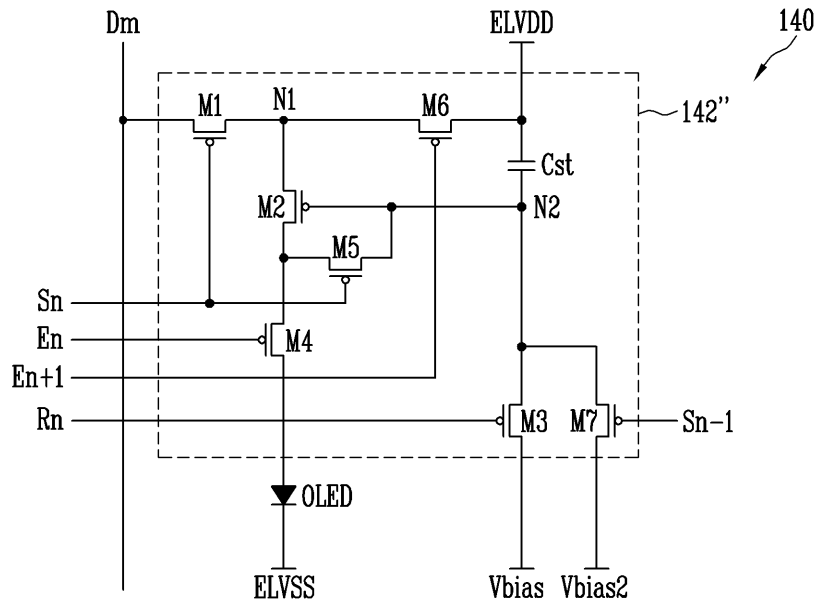 Dm
ELVDD
140
M1
N1
M6
142''
Cst
M2
N2
M5
Sn
En
M4
En+1
Rn
M3
M7
Sn-1
OLED
ELVSS
Vbias
Vbias2